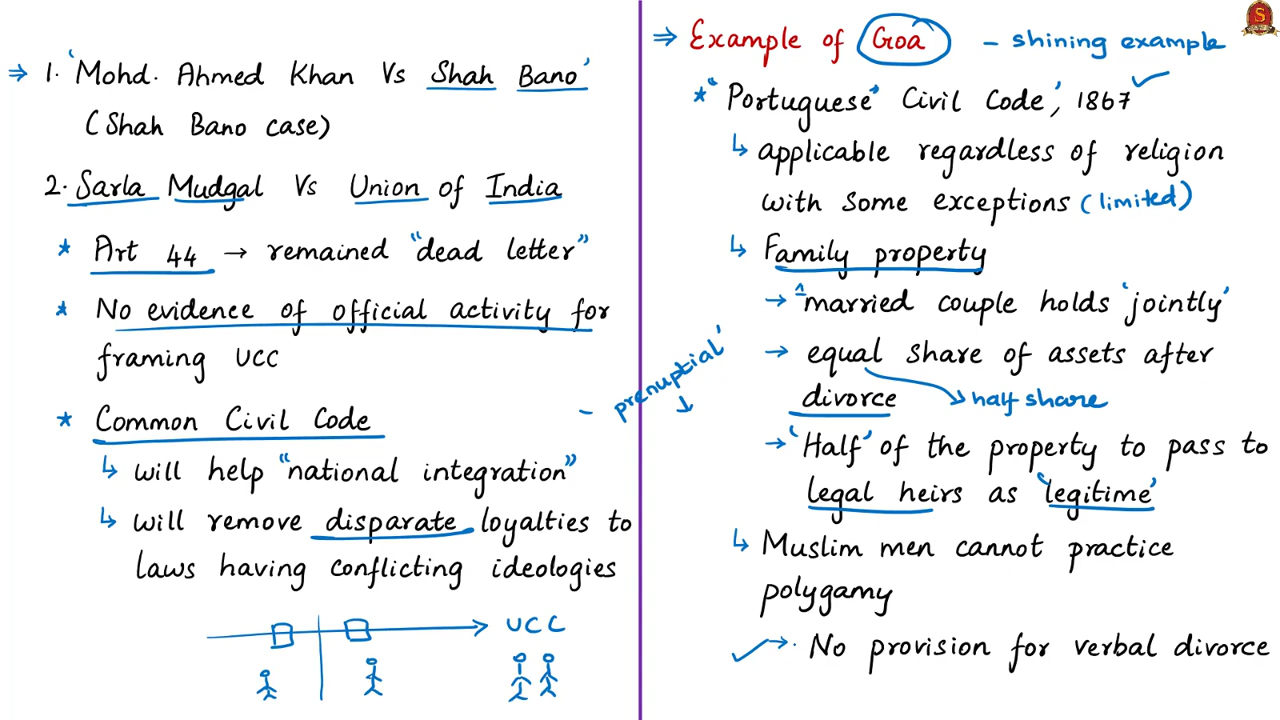 ⇒ 1. 'Mohd. Ahmed Khan Vs Shah Bano'
(Shah Bano case)
2. Sarla Mudgal Vs Union of India
* Art 44 → remained "dead letter"
* No evidence of official activity for
framing UCC
* Common Civil Code
↳ will help "national integration"
↳ will remove disparate loyalties to
laws having conflicting ideologies
UCC
- prenuptial'
↓
⇒ Example of Goa - shining example
* "Portuguese" Civil Code', 1867 ✓
↳ applicable regardless of religion
with some exceptions (limited)
↳ Family property
→ married couple holds 'jointly'
→ equal share of assets after
divorce → half share
→ 'Half' of the property to pass to
legal heirs as 'legitime'
↳ Muslim men cannot practice
polygamy
✓ → No provision for verbal divorce
S